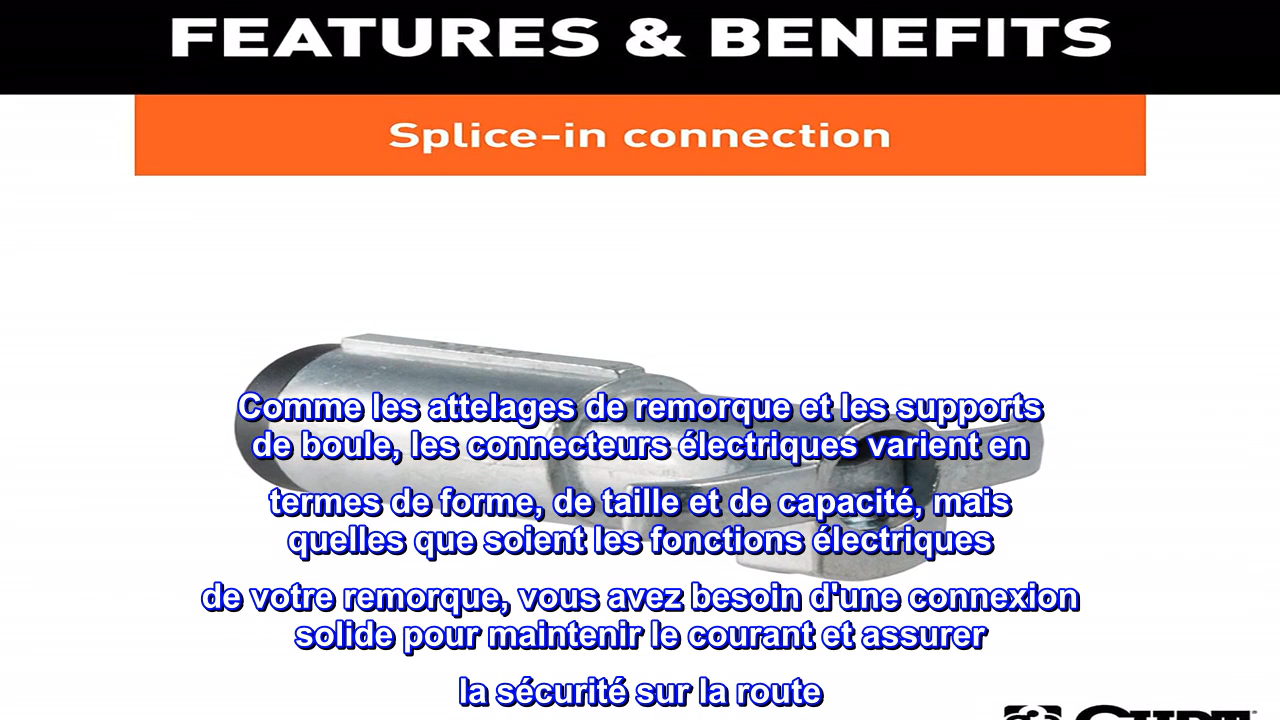 FEATURES & BENEFITS
Splice-in connection
Comme les attelages de remorque et les supports
de boule, les connecteurs électriques varient en
termes de forme, de taille et de capacité, mais
quelles que soient les fonctions électriques
de votre remorque, vous avez besoin d'une connexion
solide pour maintenir le courant et assurer
la sécurité sur la route